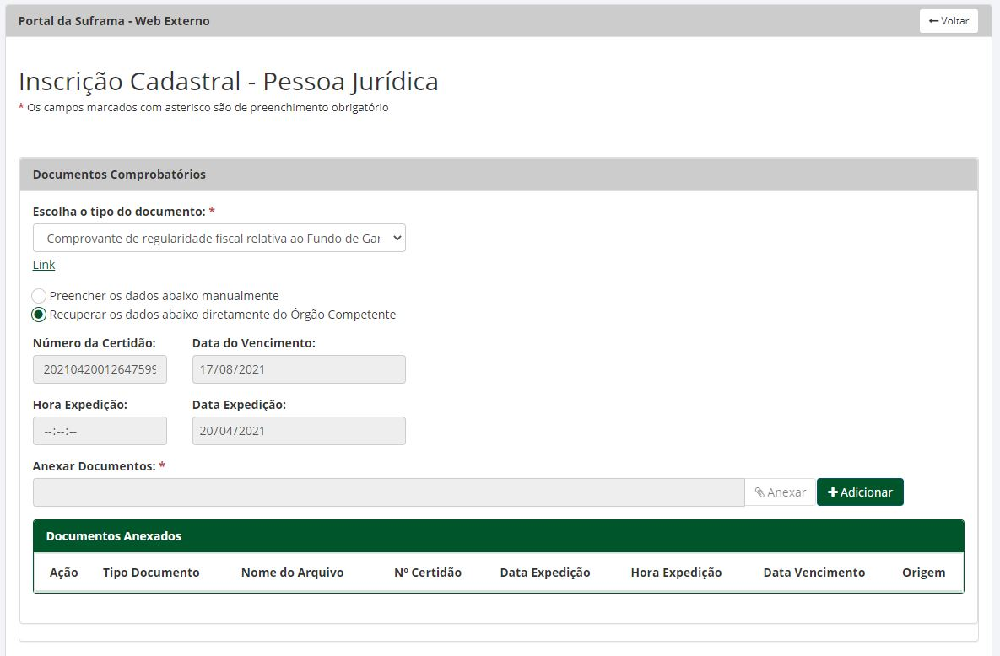 Portal da Suframa - Web Externo
Voltar
Inscrição Cadastral - Pessoa Jurídica
* Os campos marcados com asterisco são de preenchimento obrigatório
Documentos Comprobatórios
Escolha o tipo do documento: *
Comprovante de regularidade fiscal relativa ao Fundo de Gar
Link
Preencher os dados abaixo manualmente
Recuperar os dados abaixo diretamente do Órgão Competente
Número da Certidão: Data do Vencimento:
20210420012647599 17/08/2021
Hora Expedição: Data Expedição:
--:--:-- 20/04/2021
Anexar Documentos: *
Anexar Adicionar
Documentos Anexados
Ação Tipo Documento Nome do Arquivo Nº Certidão Data Expedição Hora Expedição Data Vencimento Origem